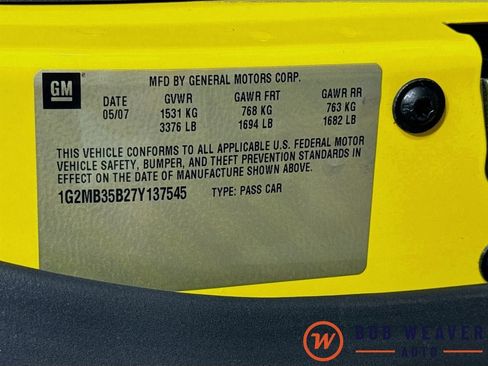 GM
MFD BY GENERAL MOTORS CORP.
DATE GVWR GAWR FRT GAWR RR
05/07 1531 KG 768 KG 763 KG
3376 LB 1694 LB 1682 LB
THIS VEHICLE CONFORMS TO ALL APPLICABLE U.S. FEDERAL MOTOR
VEHICLE SAFETY, BUMPER, AND THEFT PREVENTION STANDARDS IN
EFFECT ON THE DATE OF MANUFACTURE SHOWN ABOVE.
1G2MB35B27Y137545 TYPE: PASS CAR
W BOB WEAVER
AUTO